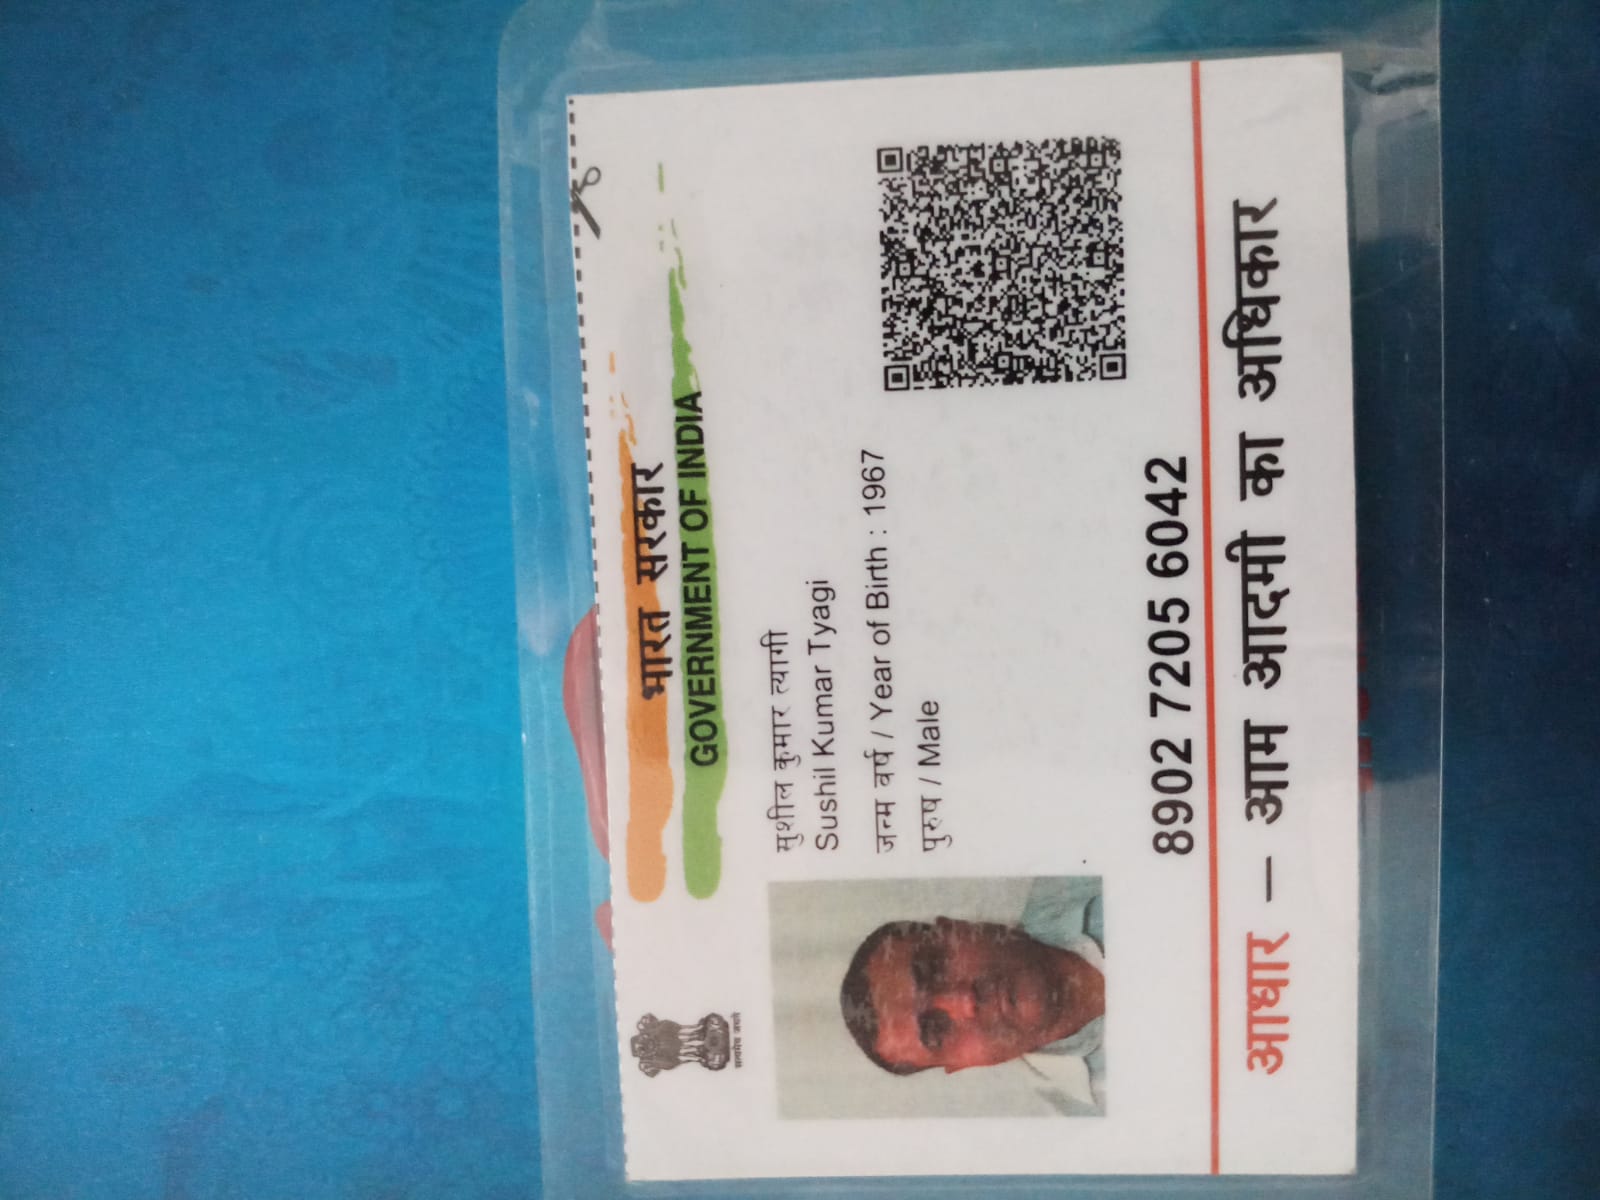 भारत सरकार
GOVERNMENT OF INDIA
सत्यमेव जयते
सुशील कुमार त्यागी
Sushil Kumar Tyagi
जन्म वर्ष / Year of Birth : 1967
पुरुष / Male
8902 7205 6042
आधार — आम आदमी का अधिकार